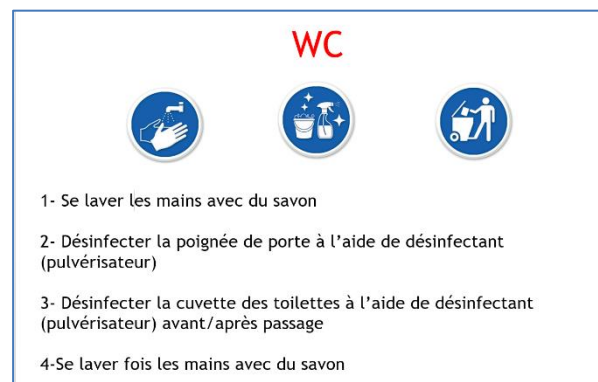 WC
1- Se laver les mains avec du savon
2- Désinfecter la poignée de porte à l’aide de désinfectant
(pulvérisateur)
3- Désinfecter la cuvette des toilettes à l’aide de désinfectant
(pulvérisateur) avant/après passage
4-Se laver fois les mains avec du savon